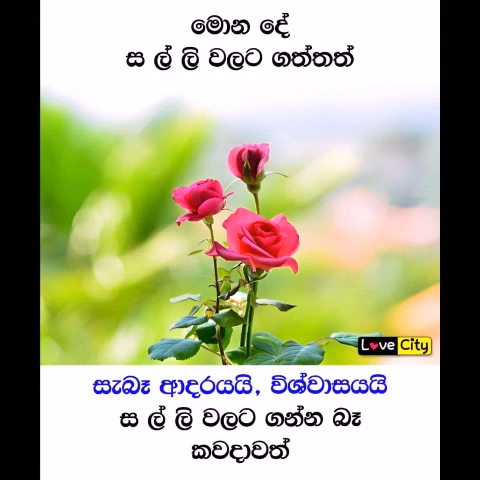 මොන දේ
ස ල් ලි වලට ගත්තත්
Love City
සැබෑ ආදරයයි, විශ්වාසයයි
ස ල් ලි වලට ගන්න බෑ
කවදාවත්